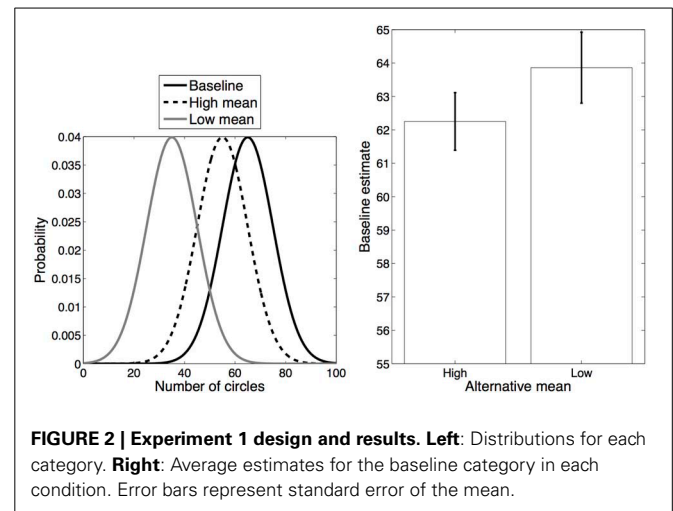 Baseline
High mean
Low mean
0.04
0.035
0.03
0.025
0.02
0.015
0.01
0.005
0
Probability
0 20 40 60 80 100
Number of circles
65
64
63
62
61
60
59
58
57
56
55
Baseline estimate
High Low
Alternative mean
FIGURE 2 | Experiment 1 design and results. Left: Distributions for each
category. Right: Average estimates for the baseline category in each
condition. Error bars represent standard error of the mean.